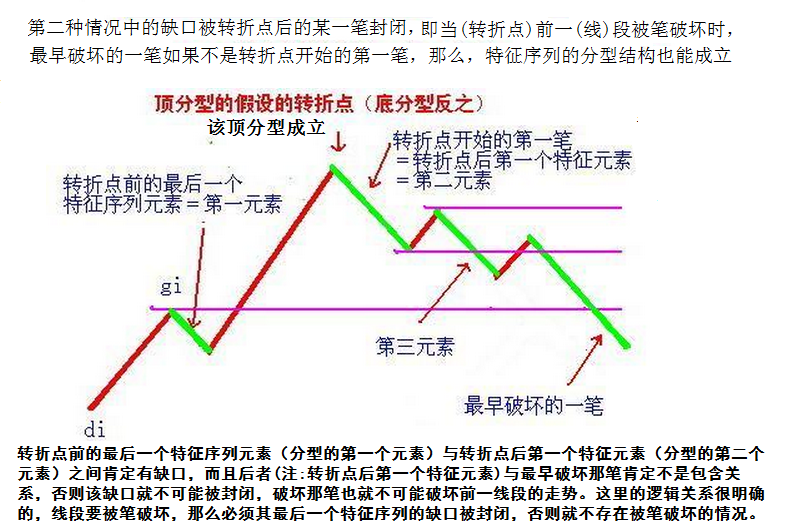 第二种情况中的缺口被转折点后的某一笔封闭，即当(转折点)前一(线)段被笔破坏时，
最早破坏的一笔如果不是转折点开始的第一笔，那么，特征序列的分型结构也能成立
顶分型的假设的转折点（底分型反之）
该顶分型成立
转折点开始的第一笔
＝转折点后第一个特征元素
＝第二元素
转折点前的最后一个
特征序列元素＝第一元素
gi
第三元素
最早破坏的一笔
di
转折点前的最后一个特征序列元素（分型的第一个元素）与转折点后第一个特征元素（分型的第二个
元素）之间肯定有缺口，而且后者(注:转折点后第一个特征元素)与最早破坏那笔肯定不是包含关
系，否则该缺口就不可能被封闭，破坏那笔也就不可能破坏前一线段的走势。这里的逻辑关系很明确
的，线段要被笔破坏，那么必须其最后一个特征序列的缺口被封闭，否则就不存在被笔破坏的情况。